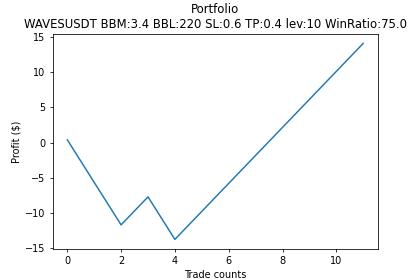 Portfolio
WAVESUSDT BBM:3.4 BBL:220 SL:0.6 TP:0.4 lev:10 WinRatio:75.0
15
10
5
0
−5
−10
−15
Profit ($)
0 2 4 6 8 10
Trade counts